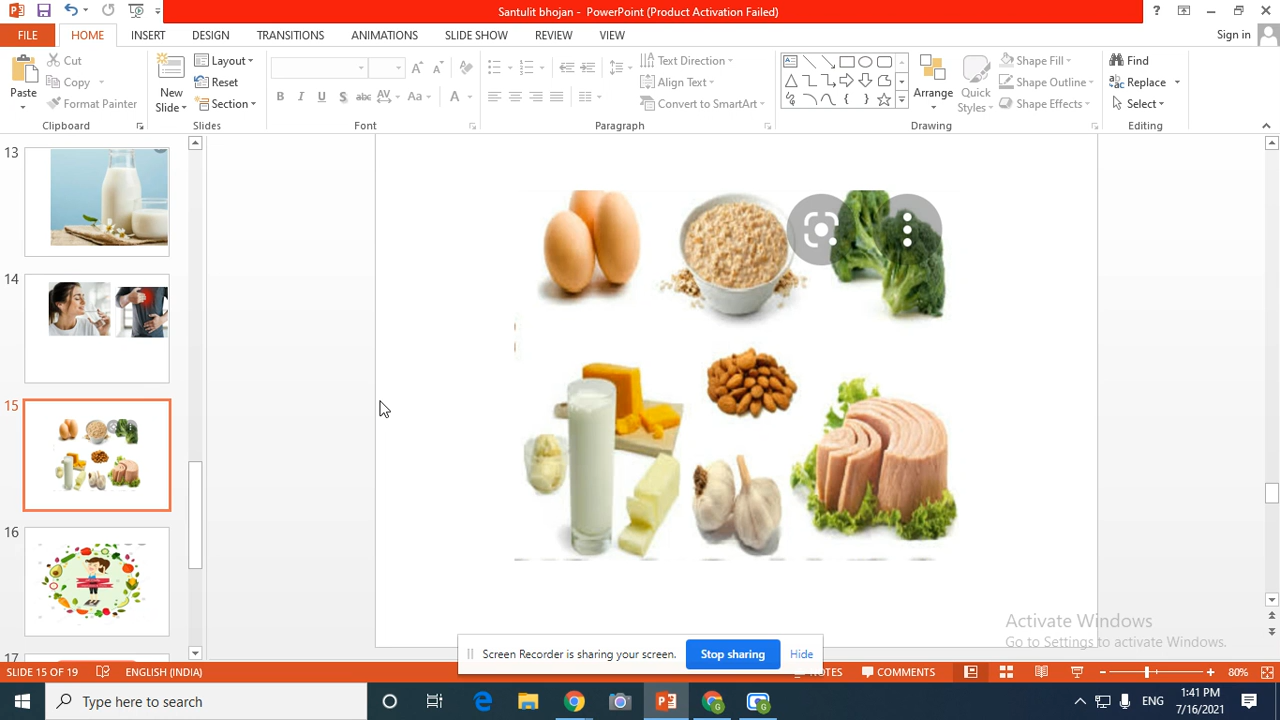 Santulit bhojan - PowerPoint (Product Activation Failed)
FILE HOME INSERT DESIGN TRANSITIONS ANIMATIONS SLIDE SHOW REVIEW VIEW Sign in
Paste
Cut
Copy
Format Painter
Clipboard
New Slide
Layout
Reset
Section
Slides
B I U S abc AV Aa A
Font
Text Direction
Align Text
Convert to SmartArt
Paragraph
Arrange
Quick Styles
Shape Fill
Shape Outline
Shape Effects
Drawing
Find
Replace
Select
Editing
13
14
15
16
17
Activate Windows
Go to Settings to activate Windows.
Screen Recorder is sharing your screen. Stop sharing Hide
SLIDE 15 OF 19 ENGLISH (INDIA) NOTES COMMENTS 80%
Type here to search
ENG
1:41 PM
7/16/2021